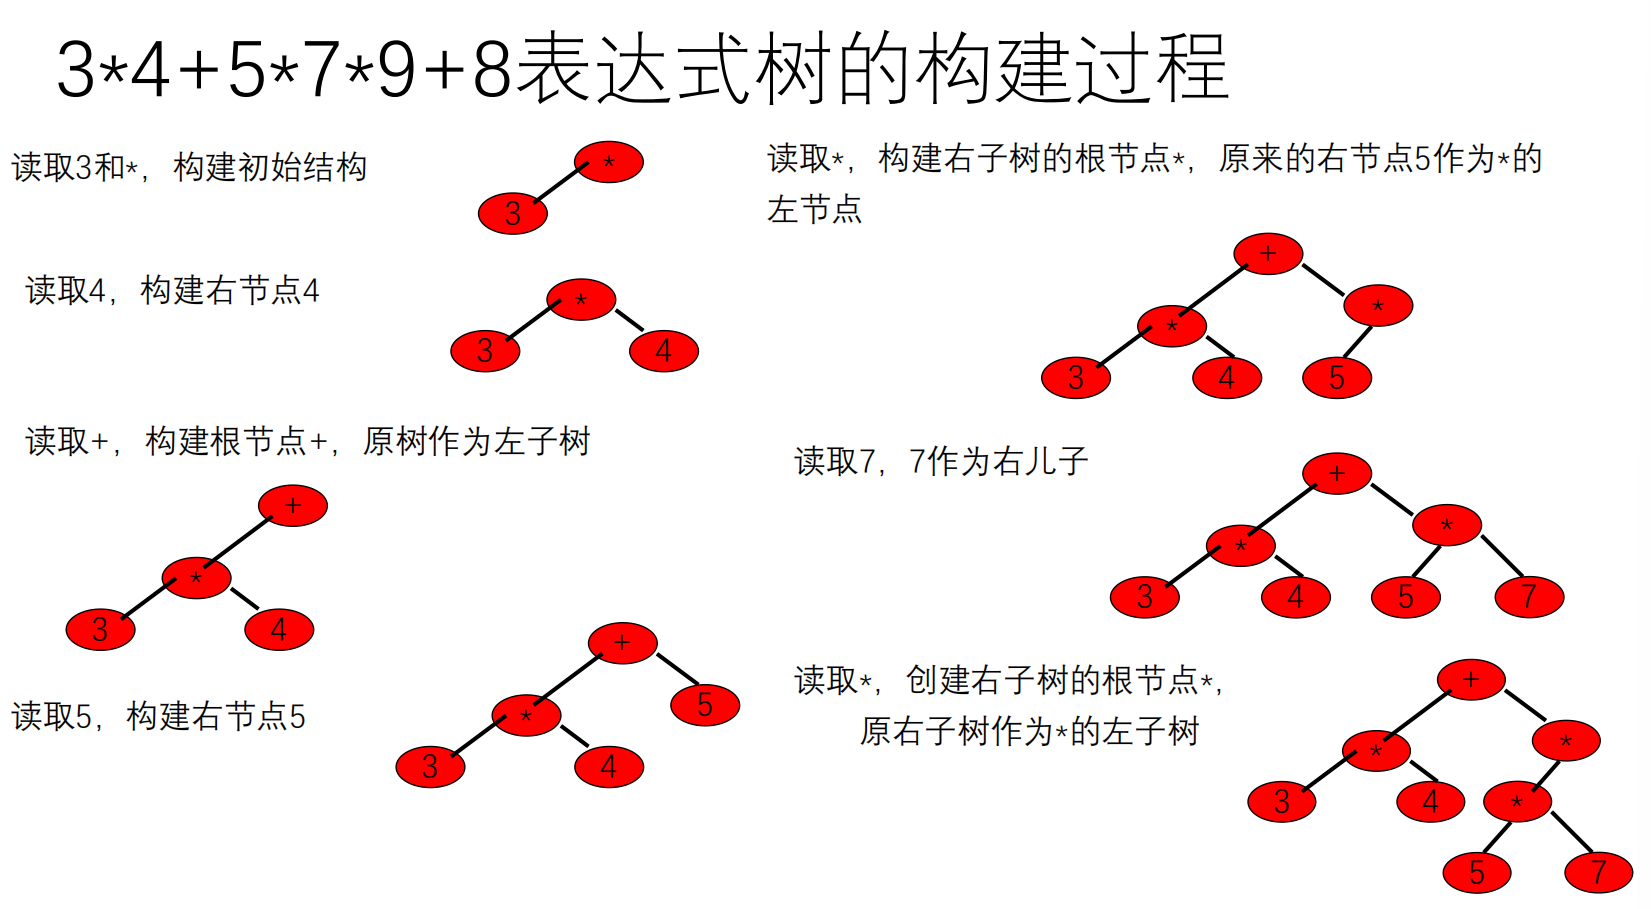 3*4+5*7*9+8表达式树的构建过程
读取3和*，构建初始结构
*
3
读取4，构建右节点4
*
3 4
读取+，构建根节点+，原树作为左子树
+
*
3 4
读取5，构建右节点5
+
* 5
3 4
读取*，构建右子树的根节点*，原来的右节点5作为*的
左节点
+
* *
3 4 5
读取7，7作为右儿子
+
* *
3 4 5 7
读取*，创建右子树的根节点*，
原右子树作为*的左子树
+
* *
3 4 *
5 7